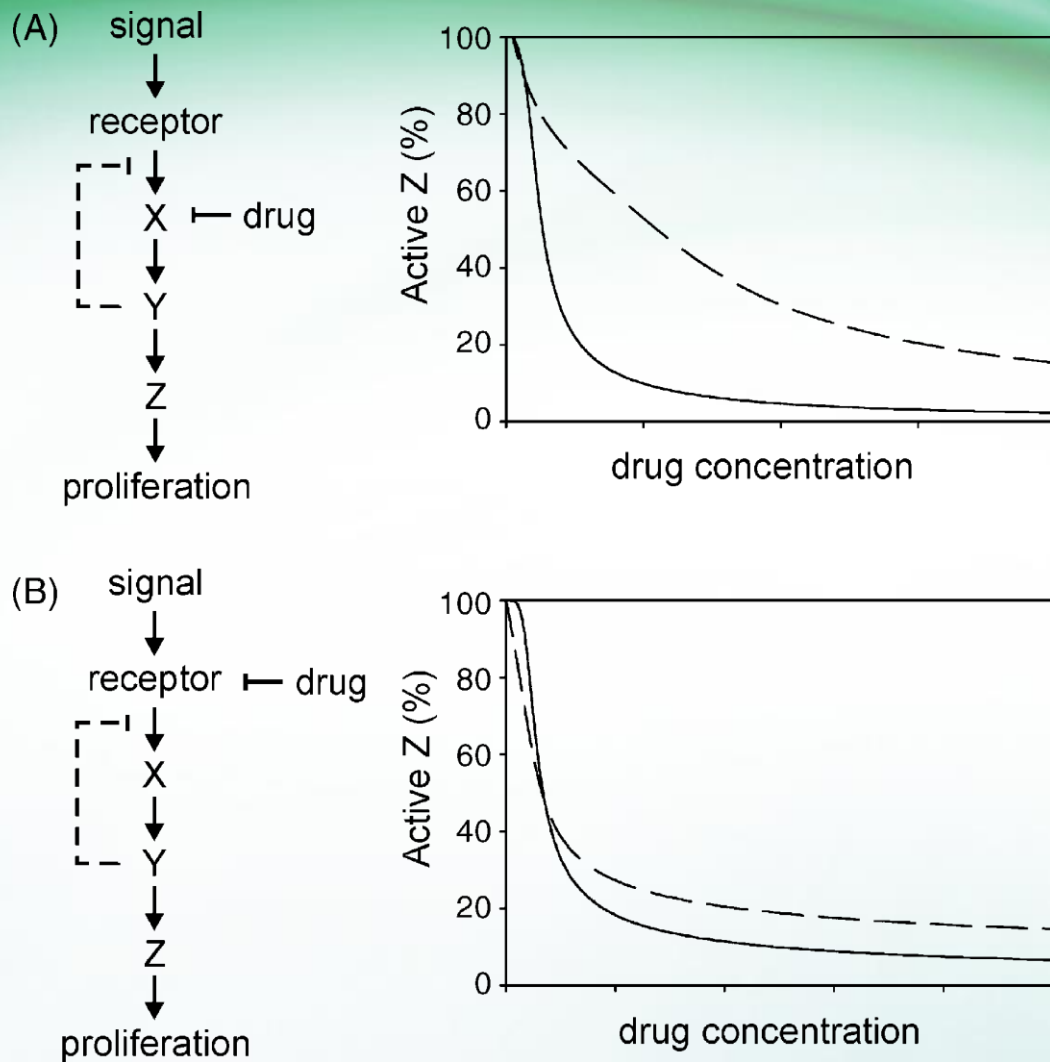 (A)
signal
receptor
X
drug
Y
Z
proliferation
Active Z (%)
100
80
60
40
20
0
drug concentration
(B)
signal
receptor
drug
X
Y
Z
proliferation
Active Z (%)
100
80
60
40
20
0
drug concentration